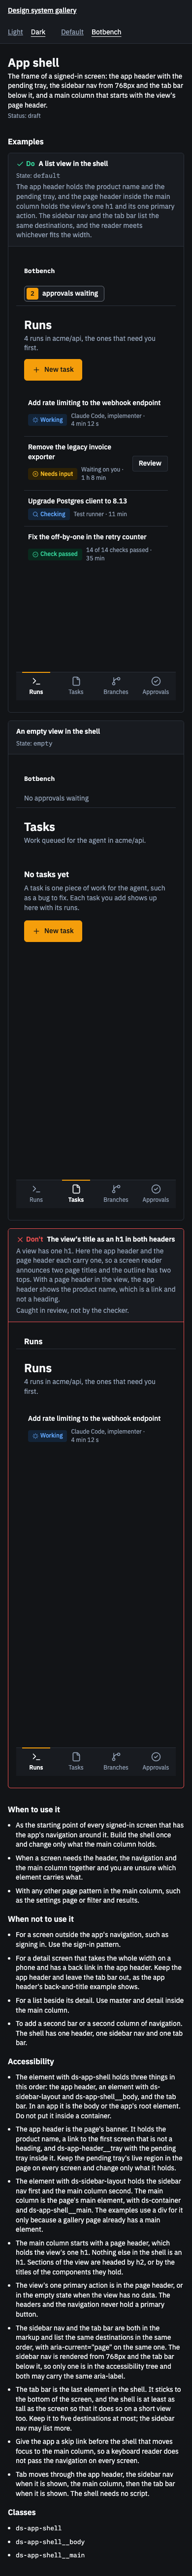 Design system gallery
Light Dark Default Botbench
App shell
The frame of a signed-in screen: the app header with the
pending tray, the sidebar nav from 768px and the tab bar
below it, and a main column that starts with the view's
page header.
Status: draft
Examples
Do A list view in the shell
State: default
The app header holds the product name and the
pending tray, and the page header inside the main
column holds the view's one h1 and its one primary
action. The sidebar nav and the tab bar list the
same destinations, and the reader meets
whichever fits the width.
Botbench
2 approvals waiting
Runs
4 runs in acme/api, the ones that need you
first.
New task
Add rate limiting to the webhook endpoint
Working Claude Code, implementer ·
4 min 12 s
Remove the legacy invoice
exporter
Needs input Waiting on you ·
1 h 8 min
Review
Upgrade Postgres client to 8.13
Checking Test runner · 11 min
Fix the off-by-one in the retry counter
Check passed 14 of 14 checks passed ·
35 min
Runs Tasks Branches Approvals
An empty view in the shell
State: empty
Botbench
No approvals waiting
Tasks
Work queued for the agent in acme/api.
No tasks yet
A task is one piece of work for the agent, such
as a bug to fix. Each task you add shows up
here with its runs.
New task
Runs Tasks Branches Approvals
Don't The view's title as an h1 in both headers
A view has one h1. Here the app header and the
page header each carry one, so a screen reader
announces two page titles and the outline has two
tops. With a page header in the view, the app
header shows the product name, which is a link and
not a heading.
Caught in review, not by the checker.
Runs
Runs
4 runs in acme/api, the ones that need you
first.
Add rate limiting to the webhook endpoint
Working Claude Code, implementer ·
4 min 12 s
Runs Tasks Branches Approvals
When to use it
As the starting point of every signed-in screen that has
the app's navigation around it. Build the shell once
and change only what the main column holds.
When a screen needs the header, the navigation and
the main column together and you are unsure which
element carries what.
With any other page pattern in the main column, such
as the settings page or filter and results.
When not to use it
For a screen outside the app's navigation, such as
signing in. Use the sign-in pattern.
For a detail screen that takes the whole width on a
phone and has a back link in the app header. Keep the
app header and leave the tab bar out, as the app
header's back-and-title example shows.
For a list beside its detail. Use master and detail inside
the main column.
To add a second bar or a second column of navigation.
The shell has one header, one sidebar nav and one tab
bar.
Accessibility
The element with ds-app-shell holds three things in
this order: the app header, an element with ds-
sidebar-layout and ds-app-shell__body, and the tab
bar. In an app it is the body or the app's root element.
Do not put it inside a container.
The app header is the page's banner. It holds the
product name, a link to the first screen that is not a
heading, and ds-app-header__tray with the pending
tray inside it. Keep the pending tray's live region in the
page on every screen and change only what it holds.
The element with ds-sidebar-layout holds the sidebar
nav first and the main column second. The main
column is the page's main element, with ds-container
and ds-app-shell__main. The examples use a div for it
only because a gallery page already has a main
element.
The main column starts with a page header, which
holds the view's one h1. Nothing else in the shell is an
h1. Sections of the view are headed by h2, or by the
titles of the components they hold.
The view's one primary action is in the page header, or
in the empty state when the view has no data. The
headers and the navigation never hold a primary
button.
The sidebar nav and the tab bar are both in the
markup and list the same destinations in the same
order, with aria-current="page" on the same one. The
sidebar nav is rendered from 768px and the tab bar
below it, so only one is in the accessibility tree and
both may carry the same aria-label.
The tab bar is the last element in the shell. It sticks to
the bottom of the screen, and the shell is at least as
tall as the screen so that it does so on a short view
too. Keep it to five destinations at most; the sidebar
nav may list more.
Give the app a skip link before the shell that moves
focus to the main column, so a keyboard reader does
not pass the navigation on every screen.
Tab moves through the app header, the sidebar nav
when it is shown, the main column, then the tab bar
when it is shown. The shell needs no script.
Classes
ds-app-shell
ds-app-shell__body
ds-app-shell__main